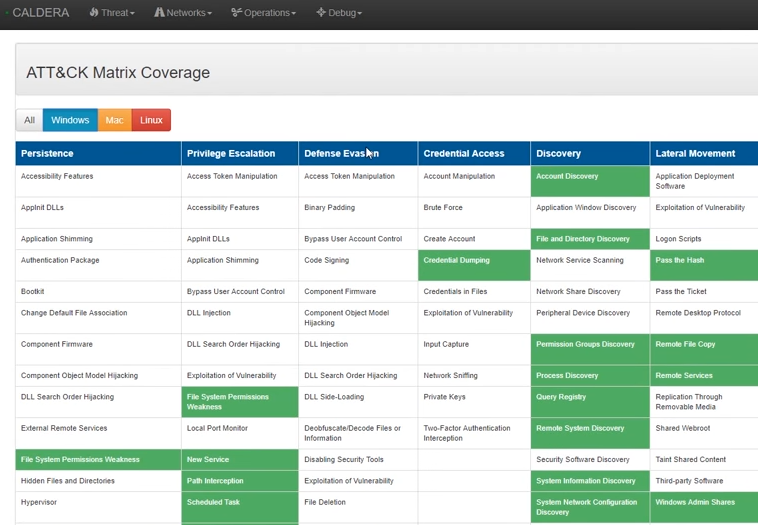 CALDERA Threat Networks Operations Debug
ATT&CK Matrix Coverage
All Windows Mac Linux
Persistence Privilege Escalation Defense Evasion Credential Access Discovery Lateral Movement
Accessibility Features Access Token Manipulation Access Token Manipulation Account Manipulation Account Discovery Application Deployment
Software
AppInit DLLs Accessibility Features Binary Padding Brute Force Application Window Discovery Exploitation of Vulnerability
Application Shimming AppInit DLLs Bypass User Account Control Create Account File and Directory Discovery Logon Scripts
Authentication Package Application Shimming Code Signing Credential Dumping Network Service Scanning Pass the Hash
Bootkit Bypass User Account Control Component Firmware Credentials in Files Network Share Discovery Pass the Ticket
Change Default File Association DLL Injection Component Object Model Exploitation of Vulnerability Peripheral Device Discovery Remote Desktop Protocol
Hijacking
Component Firmware DLL Search Order Hijacking DLL Injection Input Capture Permission Groups Discovery Remote File Copy
Component Object Model Hijacking Exploitation of Vulnerability DLL Search Order Hijacking Network Sniffing Process Discovery Remote Services
DLL Search Order Hijacking File System Permissions DLL Side-Loading Private Keys Query Registry Replication Through
Weakness Removable Media
External Remote Services Local Port Monitor Deobfuscate/Decode Files or Two-Factor Authentication Remote System Discovery Shared Webroot
Information Interception
File System Permissions Weakness New Service Disabling Security Tools Security Software Discovery Taint Shared Content
Hidden Files and Directories Path Interception Exploitation of Vulnerability System Information Discovery Third-party Software
Hypervisor Scheduled Task File Deletion System Network Configuration Windows Admin Shares
Discovery